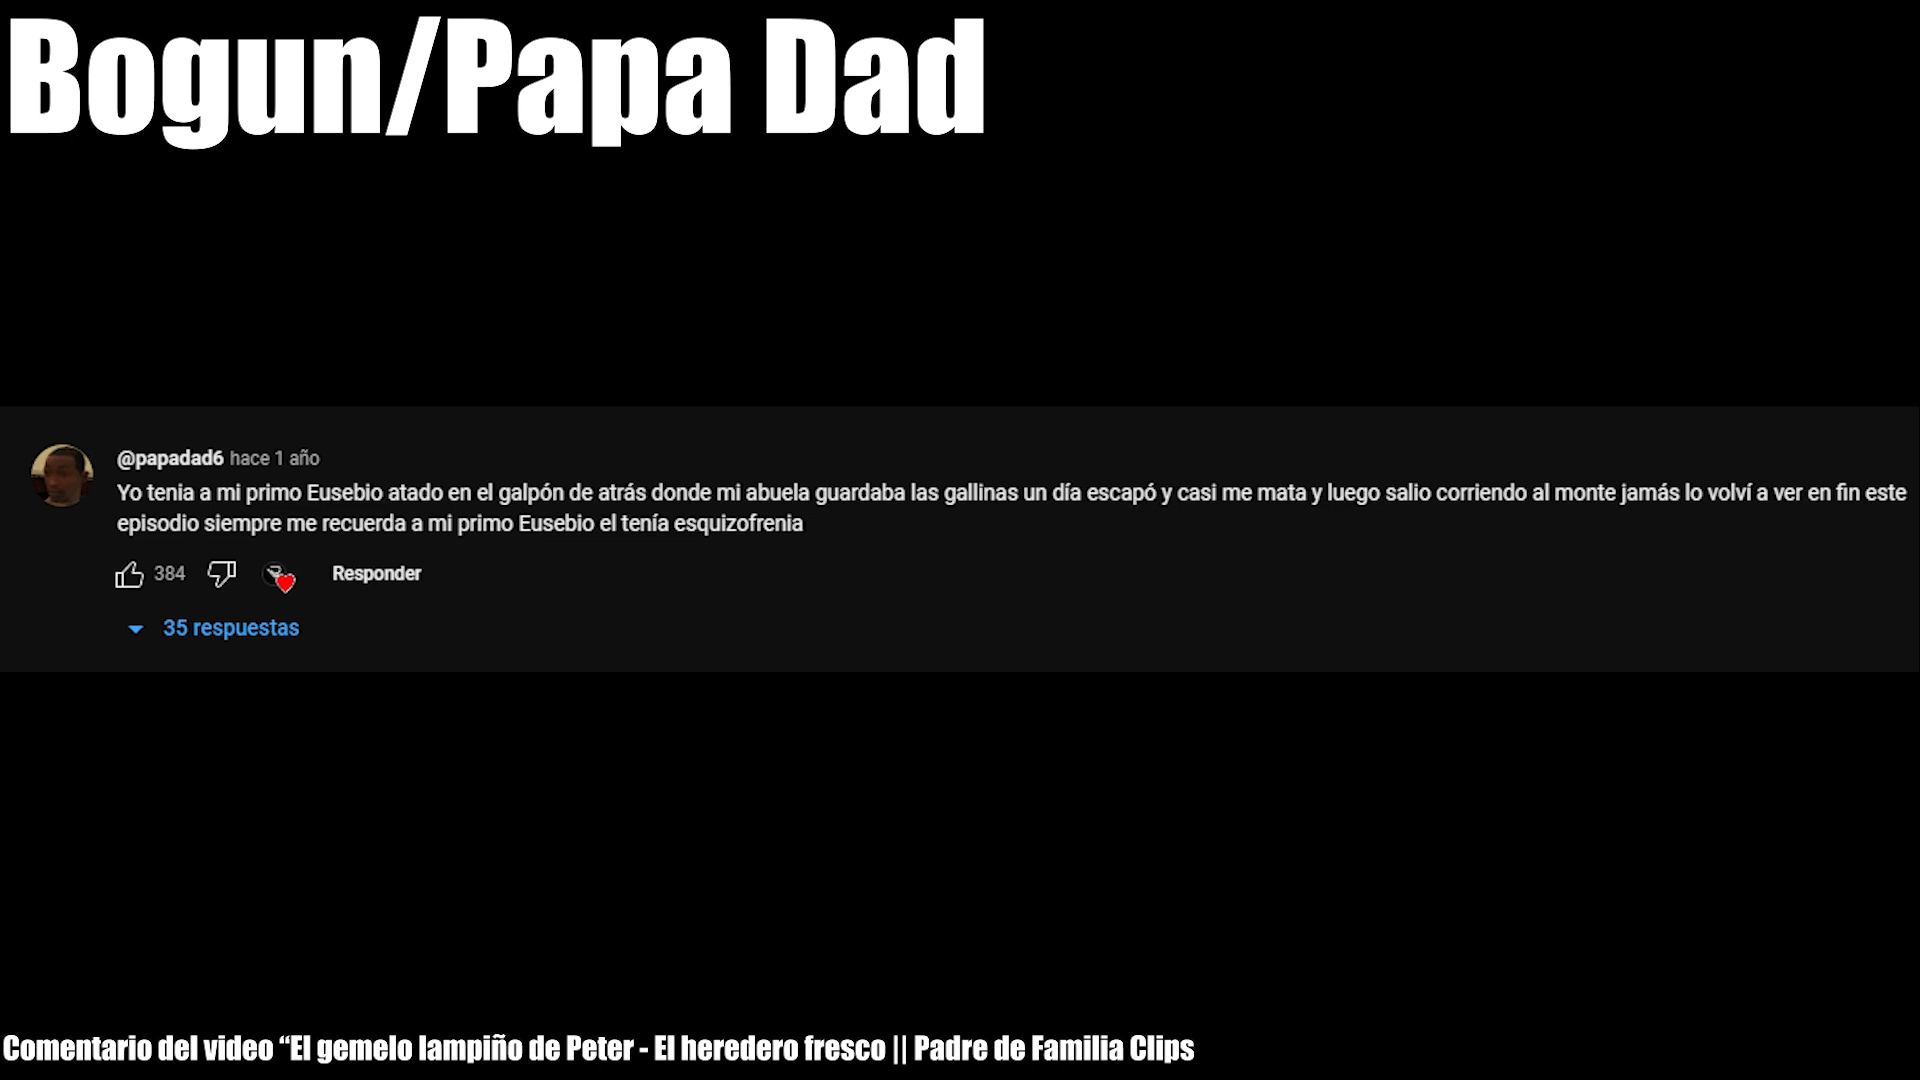 Bogun/Papa Dad
@papadad6 hace 1 año
Yo tenia a mi primo Eusebio atado en el galpón de atrás donde mi abuela guardaba las gallinas un día escapó y casi me mata y luego salio corriendo al monte jamás lo volví a ver en fin este
episodio siempre me recuerda a mi primo Eusebio el tenía esquizofrenia
384 Responder
35 respuestas
Comentario del video “El gemelo lampiño de Peter - El heredero fresco || Padre de Familia Clips